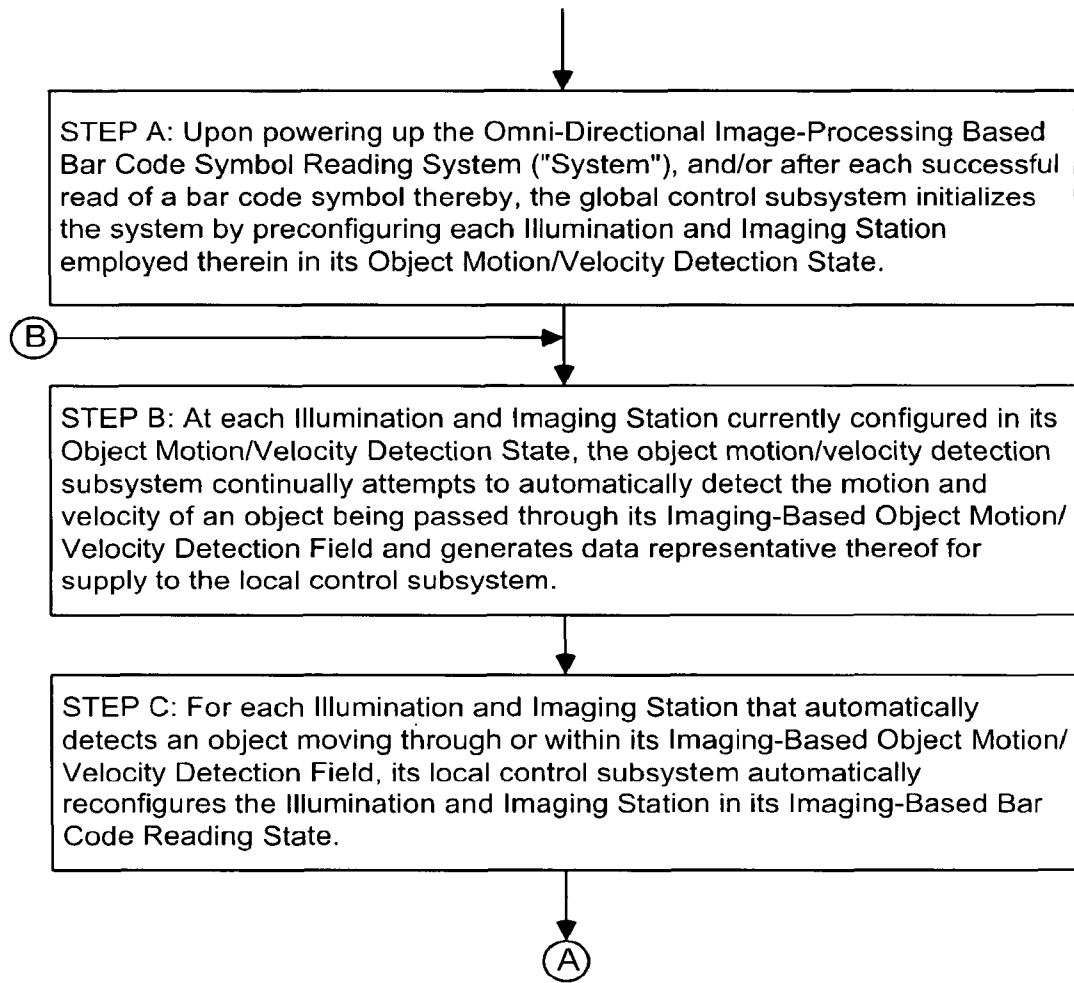 STEP A: Upon powering up the Omni-Directional Image-Processing Based
Bar Code Symbol Reading System ("System"), and/or after each successful
read of a bar code symbol thereby, the global control subsystem initializes
the system by preconfiguring each Illumination and Imaging Station
employed therein in its Object Motion/Velocity Detection State.
B
STEP B: At each Illumination and Imaging Station currently configured in its
Object Motion/Velocity Detection State, the object motion/velocity detection
subsystem continually attempts to automatically detect the motion and
velocity of an object being passed through its Imaging-Based Object Motion/
Velocity Detection Field and generates data representative thereof for
supply to the local control subsystem.
STEP C: For each Illumination and Imaging Station that automatically
detects an object moving through or within its Imaging-Based Object Motion/
Velocity Detection Field, its local control subsystem automatically
reconfigures the Illumination and Imaging Station in its Imaging-Based Bar
Code Reading State.
A